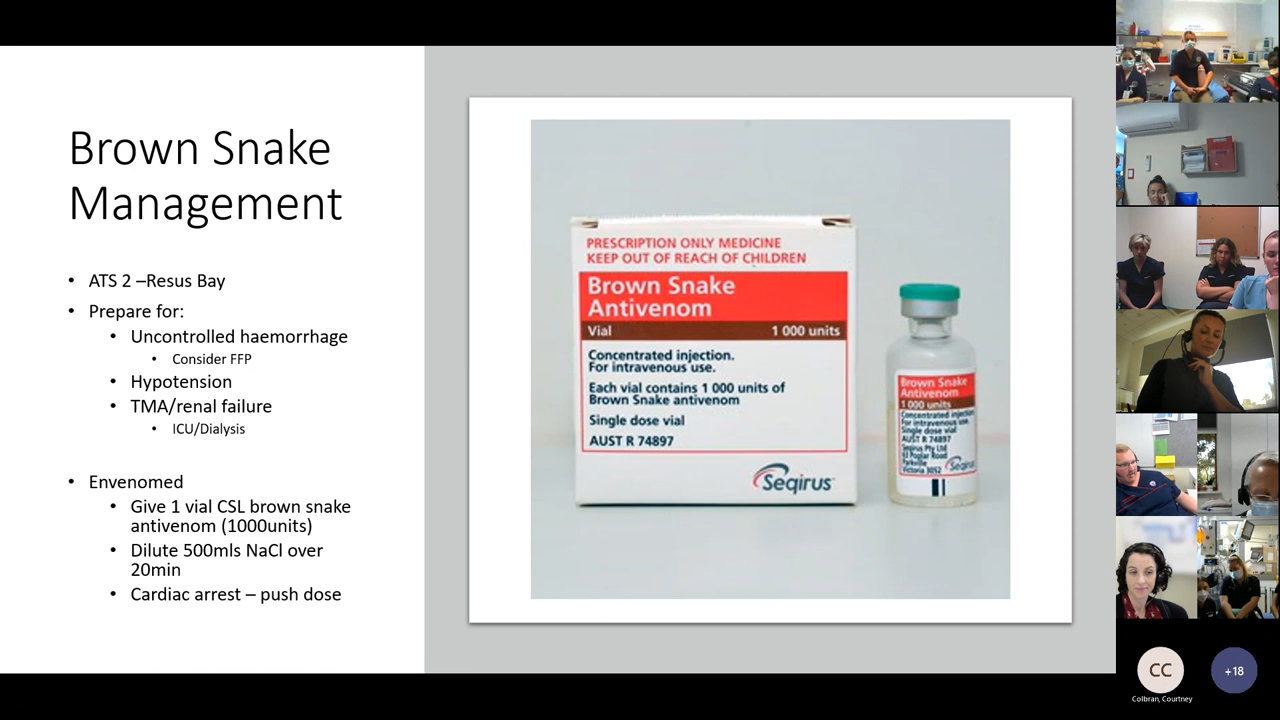 Brown Snake
Management
• ATS 2 –Resus Bay
• Prepare for:
• Uncontrolled haemorrhage
• Consider FFP
• Hypotension
• TMA/renal failure
• ICU/Dialysis
• Envenomed
• Give 1 vial CSL brown snake
antivenom (1000units)
• Dilute 500mls NaCl over
20min
• Cardiac arrest – push dose
PRESCRIPTION ONLY MEDICINE
KEEP OUT OF REACH OF CHILDREN
Brown Snake
Antivenom
Vial 1 000 units
Concentrated injection.
For intravenous use.
Each vial contains 1 000 units of
Brown Snake antivenom
Single dose vial
AUST R 74897
Seqirus
Brown Snake
Antivenom
1 000 units
Concentrated injection
For intravenous use.
Single dose vial
AUST R 74897
Seqirus Pty Ltd
63 Poplar Road
Parkville
Victoria 3052
Seqirus
CC
+18
Colbran, Courtney